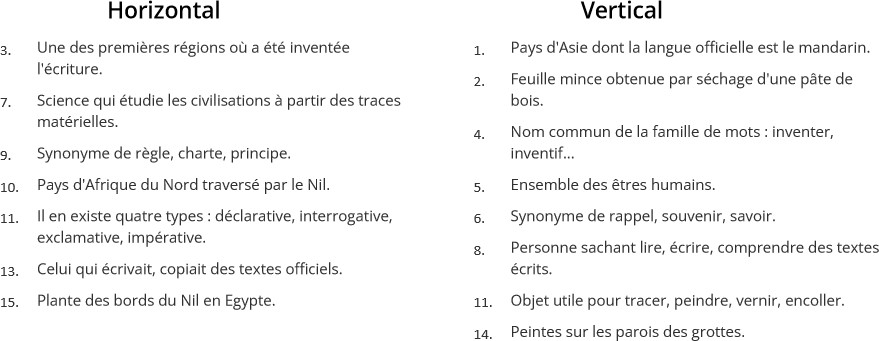 Horizontal
3. Une des premières régions où a été inventée
l'écriture.
7. Science qui étudie les civilisations à partir des traces
matérielles.
9. Synonyme de règle, charte, principe.
10. Pays d'Afrique du Nord traversé par le Nil.
11. Il en existe quatre types : déclarative, interrogative,
exclamative, impérative.
13. Celui qui écrivait, copiait des textes officiels.
15. Plante des bords du Nil en Egypte.
Vertical
1. Pays d'Asie dont la langue officielle est le mandarin.
2. Feuille mince obtenue par séchage d'une pâte de
bois.
4. Nom commun de la famille de mots : inventer,
inventif...
5. Ensemble des êtres humains.
6. Synonyme de rappel, souvenir, savoir.
8. Personne sachant lire, écrire, comprendre des textes
écrits.
11. Objet utile pour tracer, peindre, vernir, encoller.
14. Peintes sur les parois des grottes.